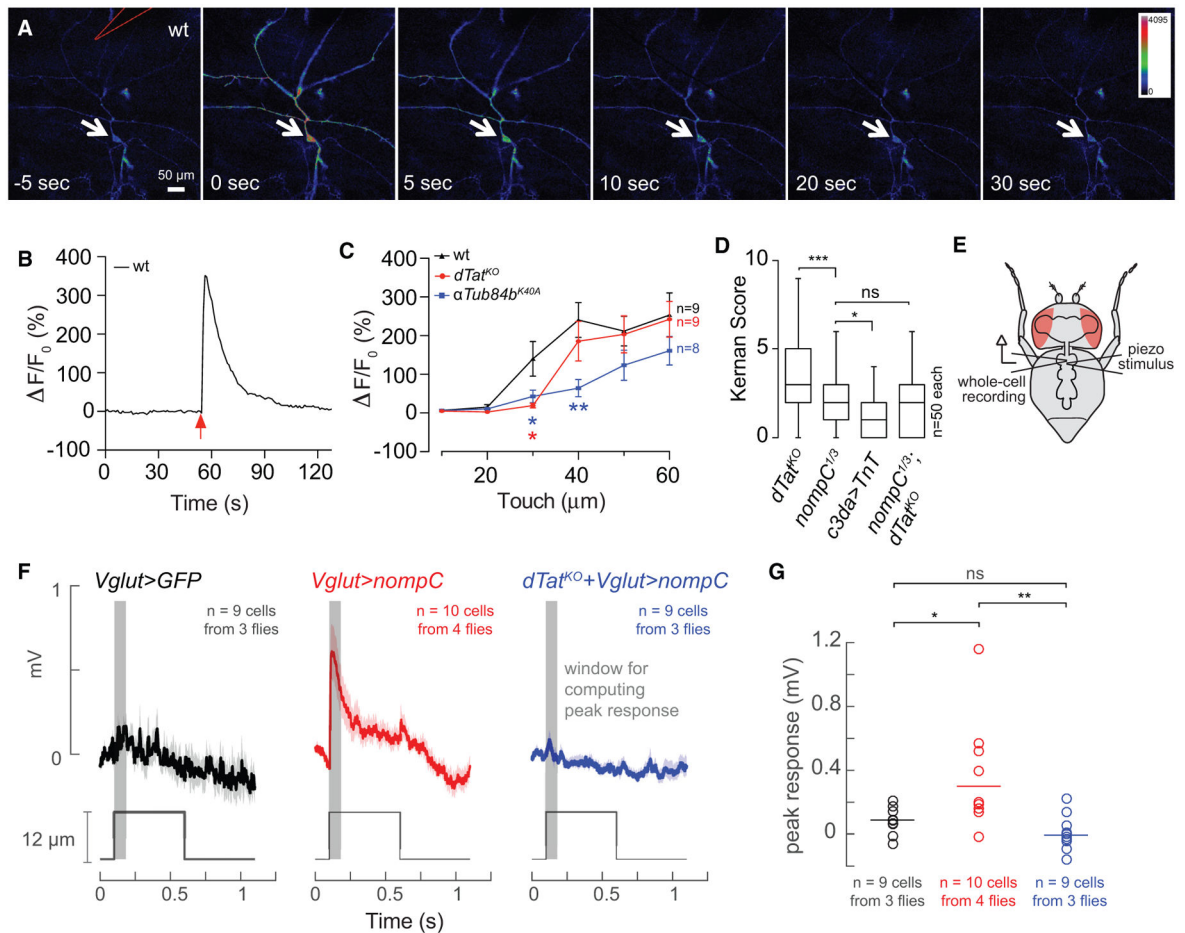 A
wt
4095
0
-5 sec
50 μm
0 sec
5 sec
10 sec
20 sec
30 sec
B
wt
400
300
200
100
0
-100
ΔF/F0 (%)
0 30 60 90 120
Time (s)
C
wt
dTatKO
αTub84bK40A
400
300
200
100
0
-100
ΔF/F0 (%)
n=9
n=9
n=8
*
**
*
20 40 60
Touch (μm)
D
10
5
0
Kernan Score
***
ns
*
n=50 each
dTatKO
nompC1/3
c3da>TnT
nompC1/3;
dTatKO
E
piezo
stimulus
whole-cell
recording
F
Vglut>GFP
n = 9 cells
from 3 flies
Vglut>nompC
n = 10 cells
from 4 flies
dTatKO+Vglut>nompC
n = 9 cells
from 3 flies
window for
computing
peak response
1
mV
0
12 μm
0 0.5 1
0 0.5 1
0 0.5 1
Time (s)
G
ns
**
*
1.2
0.8
0.4
0
peak response (mV)
n = 9 cells
from 3 flies
n = 10 cells
from 4 flies
n = 9 cells
from 3 flies